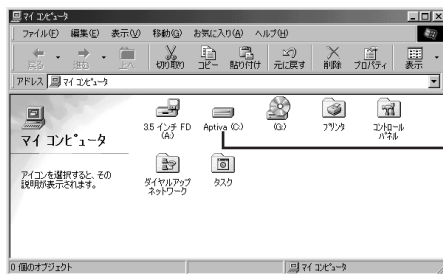 マイ コンピュータ
ファイル(F) 編集(E) 表示(V) 移動(G) お気に入り(A) ヘルプ(H)
戻る 進む 上へ 切り取り コピー 貼り付け 元に戻す 削除 プロパティ 表示
アドレス マイ コンピュータ
マイ コンピュータ
アイコンを選択すると、その
説明が表示されます。
3.5 インチ FD
(A:)
Aptiva (C:)
(G:)
プリンタ
コントロール
パネル
ダイヤルアップ
ネットワーク
タスク
0 個のオブジェクト
マイ コンピュータ